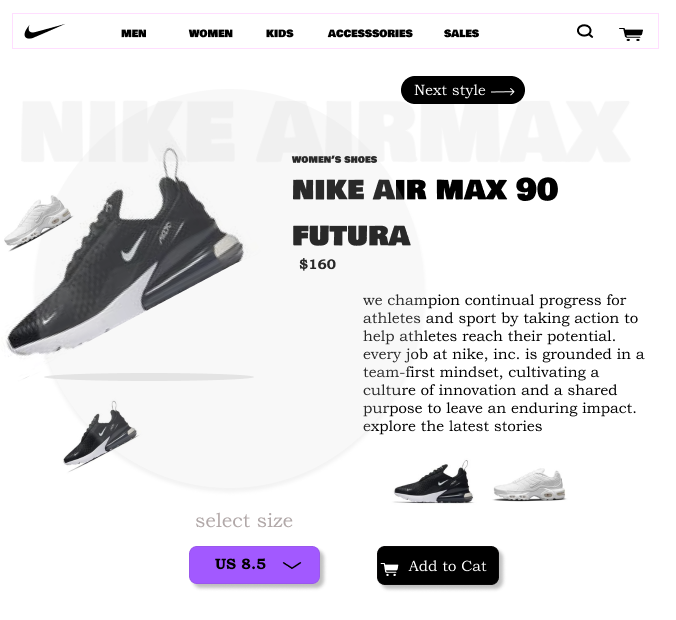 MEN WOMEN KIDS ACCESSSORIES SALES
Next style
NIKE AIRMAX
WOMEN'S SHOES
NIKE AIR MAX 90
FUTURA
$160
we champion continual progress for
athletes and sport by taking action to
help athletes reach their potential.
every job at nike, inc. is grounded in a
team-first mindset, cultivating a
culture of innovation and a shared
purpose to leave an enduring impact.
explore the latest stories
select size
US 8.5
Add to Cat